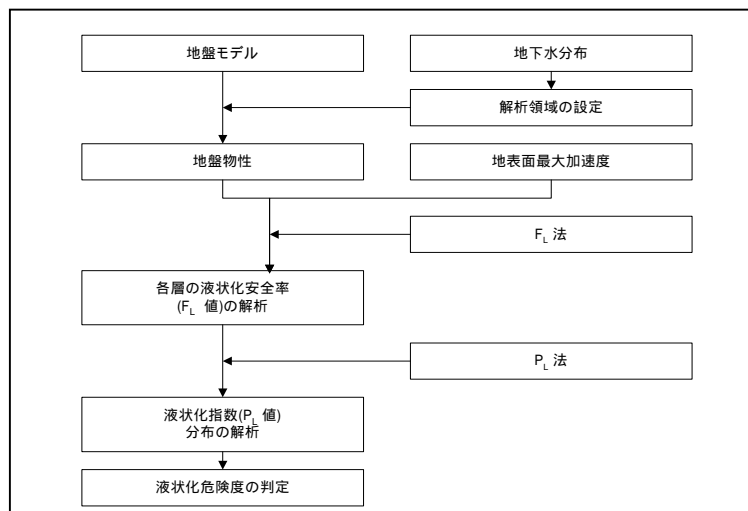 地盤モデル
地下水分布
解析領域の設定
地盤物性
地表面最大加速度
FL 法
各層の液状化安全率
(FL 値)の解析
PL 法
液状化指数(PL 値)
分布の解析
液状化危険度の判定